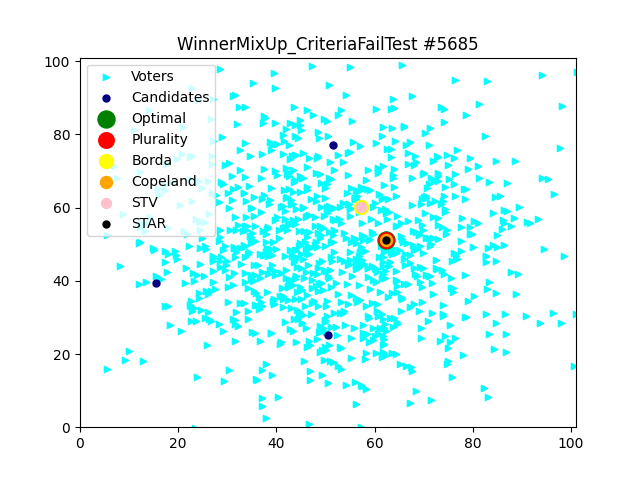 WinnerMixUp_CriteriaFailTest #5685
100
80
60
40
20
0
Voters
Candidates
Optimal
Plurality
Borda
Copeland
STV
STAR
0 20 40 60 80 100